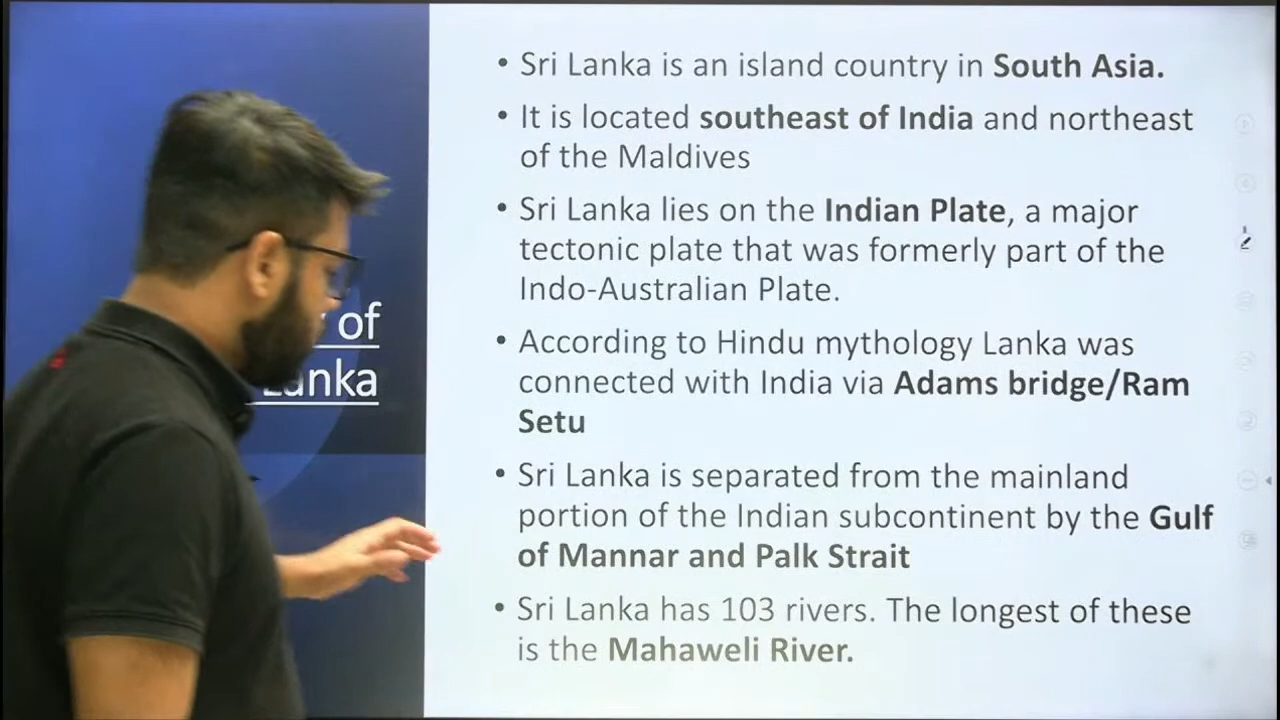 of
Lanka
• Sri Lanka is an island country in South Asia.
• It is located southeast of India and northeast
of the Maldives
• Sri Lanka lies on the Indian Plate, a major
tectonic plate that was formerly part of the
Indo-Australian Plate.
• According to Hindu mythology Lanka was
connected with India via Adams bridge/Ram
Setu
• Sri Lanka is separated from the mainland
portion of the Indian subcontinent by the Gulf
of Mannar and Palk Strait
• Sri Lanka has 103 rivers. The longest of these
is the Mahaweli River.